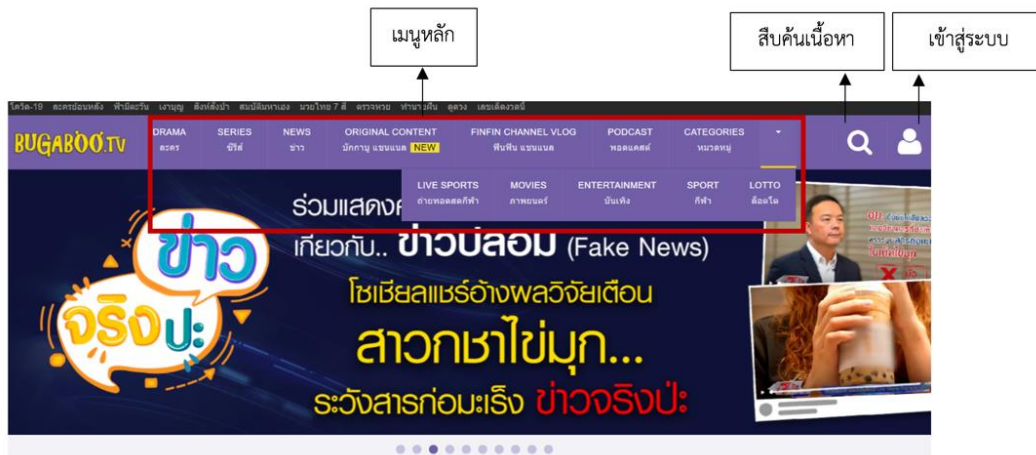 เมนูหลัก
สืบค้นเนื้อหา
เข้าสู่ระบบ
โควิด-19 ละครย้อนหลัง ฟ้ามีตะวัน เงาบุญ สิงห์สั่งป่า สมบัติมหาเฮง มวยไทย 7 สี ตรวจหวย ทำนายฝัน ดูดวง เลขเด็ดงวดนี้
BUGABOO.TV
DRAMA SERIES NEWS ORIGINAL CONTENT FINFIN CHANNEL VLOG PODCAST CATEGORIES
ละคร ซีรีส์ ข่าว บักกาบู แชนแนล NEW ฟินฟิน แชนแนล พอดแคสต์ หมวดหมู่
LIVE SPORTS MOVIES ENTERTAINMENT SPORT LOTTO
ถ่ายทอดสดกีฬา ภาพยนตร์ บันเทิง กีฬา ล็อตโต
ร่วมแสดงค
เกี่ยวกับ.. ข่าวปลอม (Fake News)
ข่าว
จริงปะ
โซเชียลแชร์อ้างผลวิจัยเตือน
สาวกชาไข่มุก...
ระวังสารก่อมะเร็ง ข่าวจริงปะ